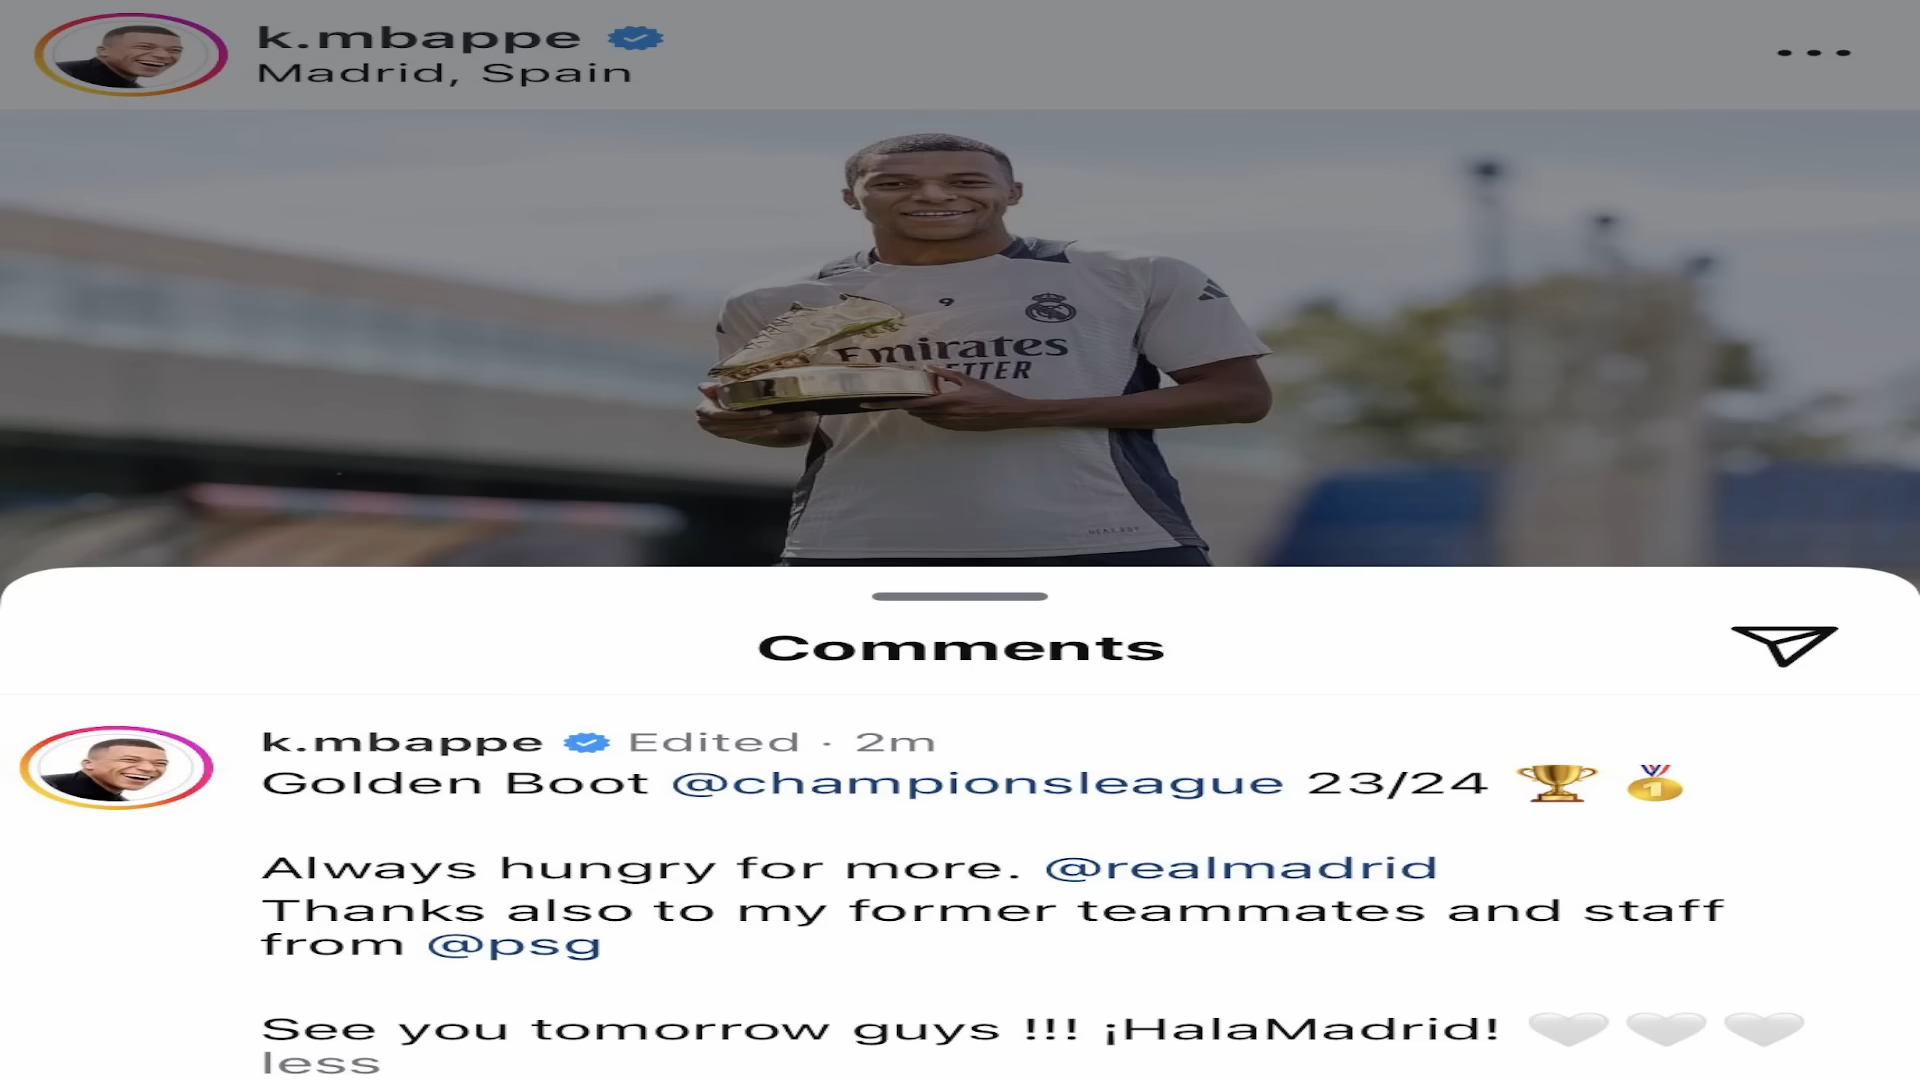 k.mbappe
Madrid, Spain
9
Emirates
ETTER
Comments
k.mbappe Edited · 2m
Golden Boot @championsleague 23/24 🏆 🥇
Always hungry for more. @realmadrid
Thanks also to my former teammates and staff
from @psg
See you tomorrow guys !!! ¡HalaMadrid! 🤍 🤍 🤍
less